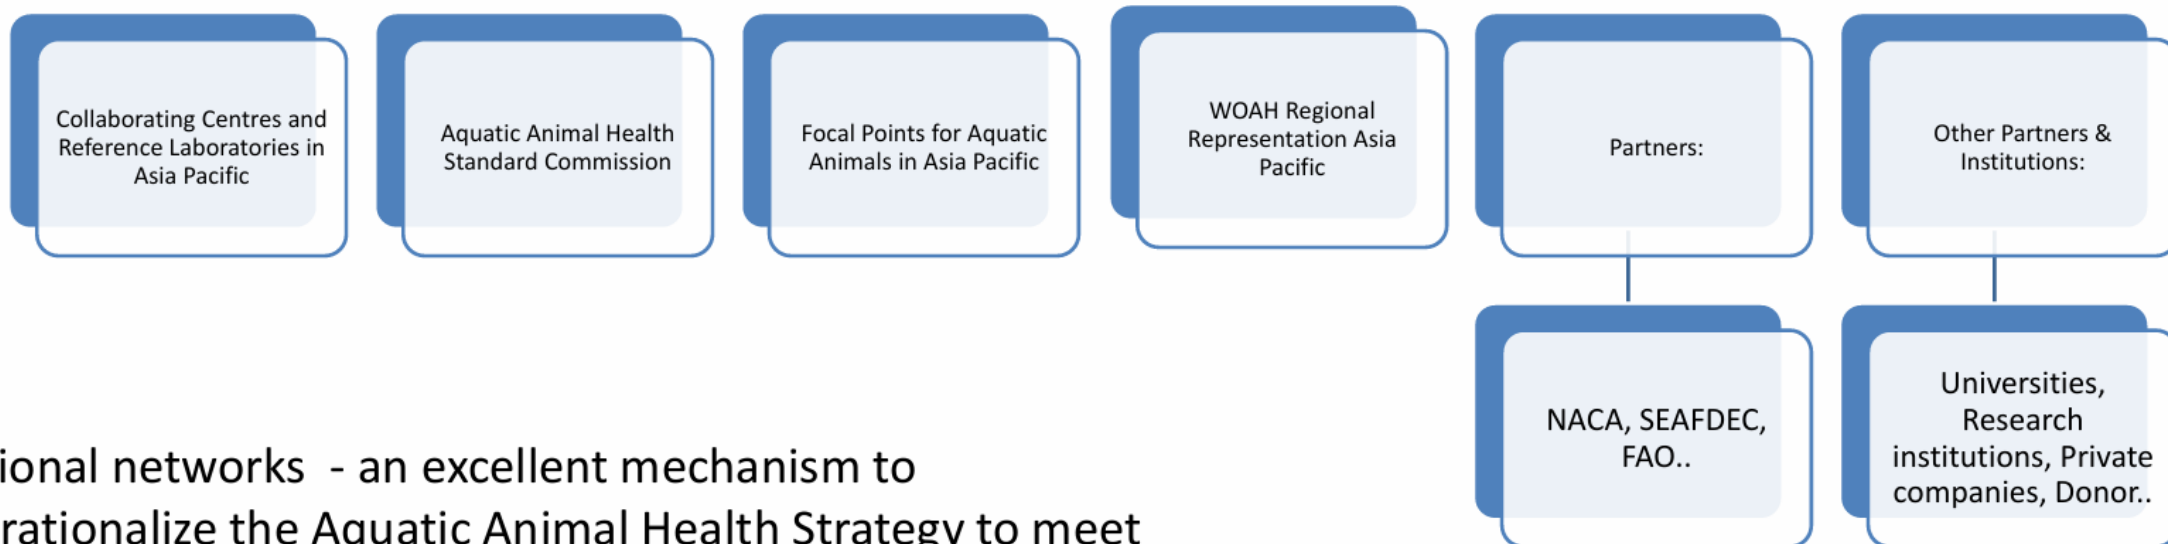 Collaborating Centres and
Reference Laboratories in
Asia Pacific
Aquatic Animal Health
Standard Commission
Focal Points for Aquatic
Animals in Asia Pacific
WOAH Regional
Representation Asia
Pacific
Partners:
Other Partners &
Institutions:
NACA, SEAFDEC,
FAO..
Universities,
Research
institutions, Private
companies, Donor..
ional networks - an excellent mechanism to
rationalize the Aquatic Animal Health Strategy to meet